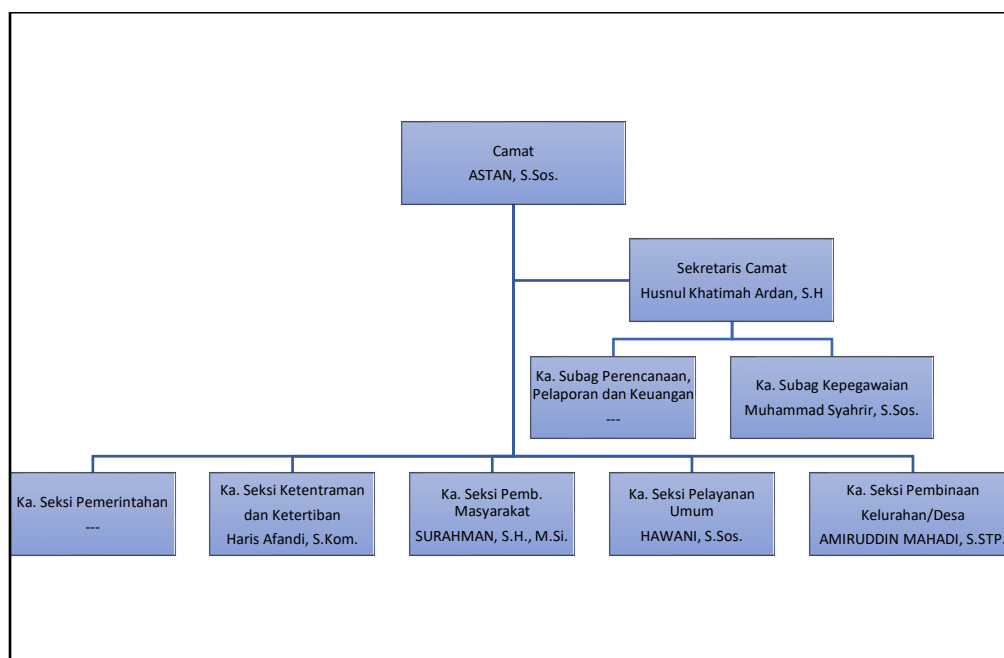 Camat
ASTAN, S.Sos.
Sekretaris Camat
Husnul Khatimah Ardan, S.H
Ka. Subag Perencanaan,
Pelaporan dan Keuangan
---
Ka. Subag Kepegawaian
Muhammad Syahrir, S.Sos.
Ka. Seksi Pemerintahan
---
Ka. Seksi Ketentraman
dan Ketertiban
Haris Afandi, S.Kom.
Ka. Seksi Pemb.
Masyarakat
SURAHMAN, S.H., M.Si.
Ka. Seksi Pelayanan
Umum
HAWANI, S.Sos.
Ka. Seksi Pembinaan
Kelurahan/Desa
AMIRUDDIN MAHADI, S.STP.